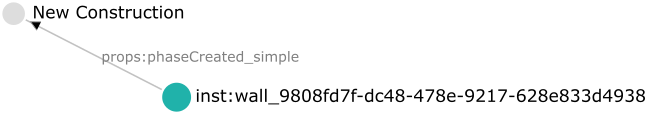 New Construction
props:phaseCreated_simple
inst:wall_9808fd7f-dc48-478e-9217-628e833d4938